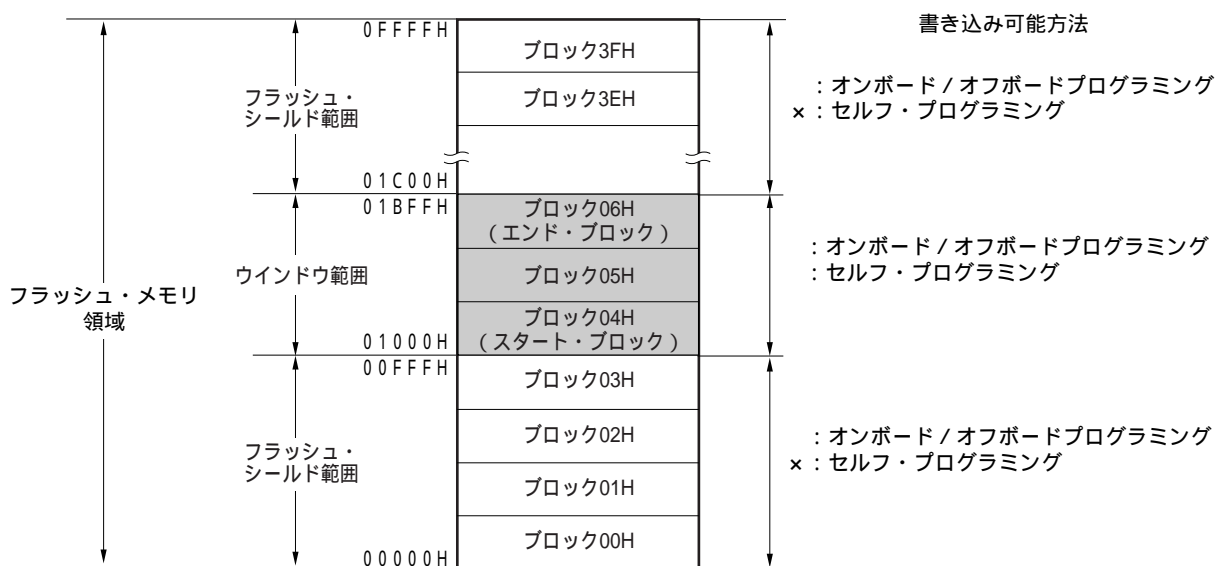 書き込み可能方法
0FFFFH
ブロック3FH
ブロック3EH
フラッシュ・
シールド範囲
：オンボード / オフボードプログラミング
×：セルフ・プログラミング
01C00H
01BFFH
ブロック06H
（エンド・ブロック）
ブロック05H
ブロック04H
（スタート・ブロック）
ウインドウ範囲
：オンボード / オフボードプログラミング
：セルフ・プログラミング
フラッシュ・メモリ
領域
01000H
00FFFH
ブロック03H
ブロック02H
ブロック01H
ブロック00H
フラッシュ・
シールド範囲
：オンボード / オフボードプログラミング
×：セルフ・プログラミング
00000H